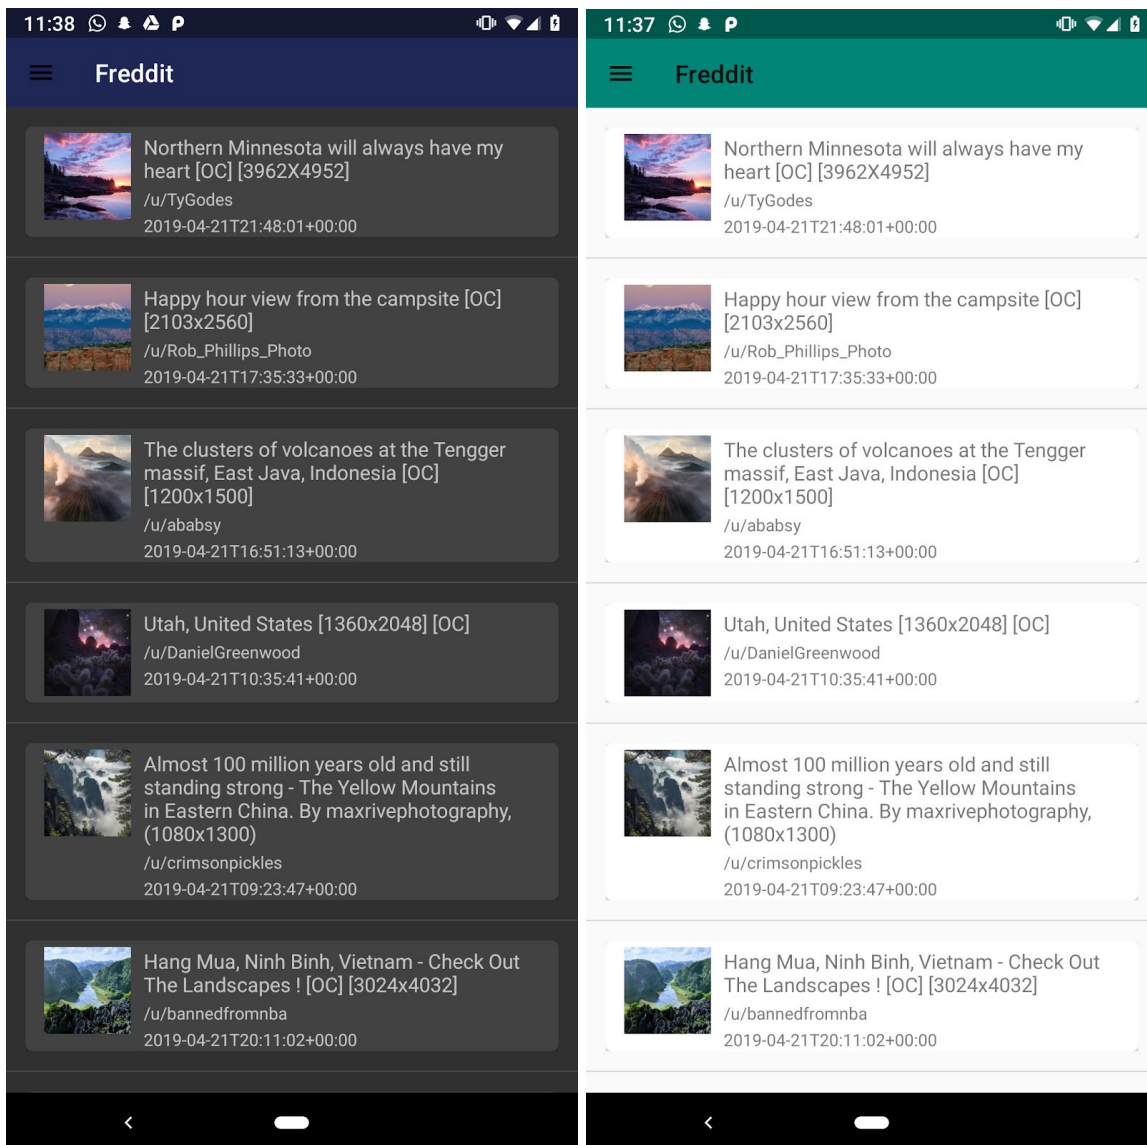 11:38
Freddit
Northern Minnesota will always have my
heart [OC] [3962X4952]
/u/TyGodes
2019-04-21T21:48:01+00:00
Happy hour view from the campsite [OC]
[2103x2560]
/u/Rob_Phillips_Photo
2019-04-21T17:35:33+00:00
The clusters of volcanoes at the Tengger
massif, East Java, Indonesia [OC]
[1200x1500]
/u/ababsy
2019-04-21T16:51:13+00:00
Utah, United States [1360x2048] [OC]
/u/DanielGreenwood
2019-04-21T10:35:41+00:00
Almost 100 million years old and still
standing strong - The Yellow Mountains
in Eastern China. By maxrivephotography,
(1080x1300)
/u/crimsonpickles
2019-04-21T09:23:47+00:00
Hang Mua, Ninh Binh, Vietnam - Check Out
The Landscapes ! [OC] [3024x4032]
/u/bannedfromnba
2019-04-21T20:11:02+00:00
11:37
Freddit
Northern Minnesota will always have my
heart [OC] [3962X4952]
/u/TyGodes
2019-04-21T21:48:01+00:00
Happy hour view from the campsite [OC]
[2103x2560]
/u/Rob_Phillips_Photo
2019-04-21T17:35:33+00:00
The clusters of volcanoes at the Tengger
massif, East Java, Indonesia [OC]
[1200x1500]
/u/ababsy
2019-04-21T16:51:13+00:00
Utah, United States [1360x2048] [OC]
/u/DanielGreenwood
2019-04-21T10:35:41+00:00
Almost 100 million years old and still
standing strong - The Yellow Mountains
in Eastern China. By maxrivephotography,
(1080x1300)
/u/crimsonpickles
2019-04-21T09:23:47+00:00
Hang Mua, Ninh Binh, Vietnam - Check Out
The Landscapes ! [OC] [3024x4032]
/u/bannedfromnba
2019-04-21T20:11:02+00:00